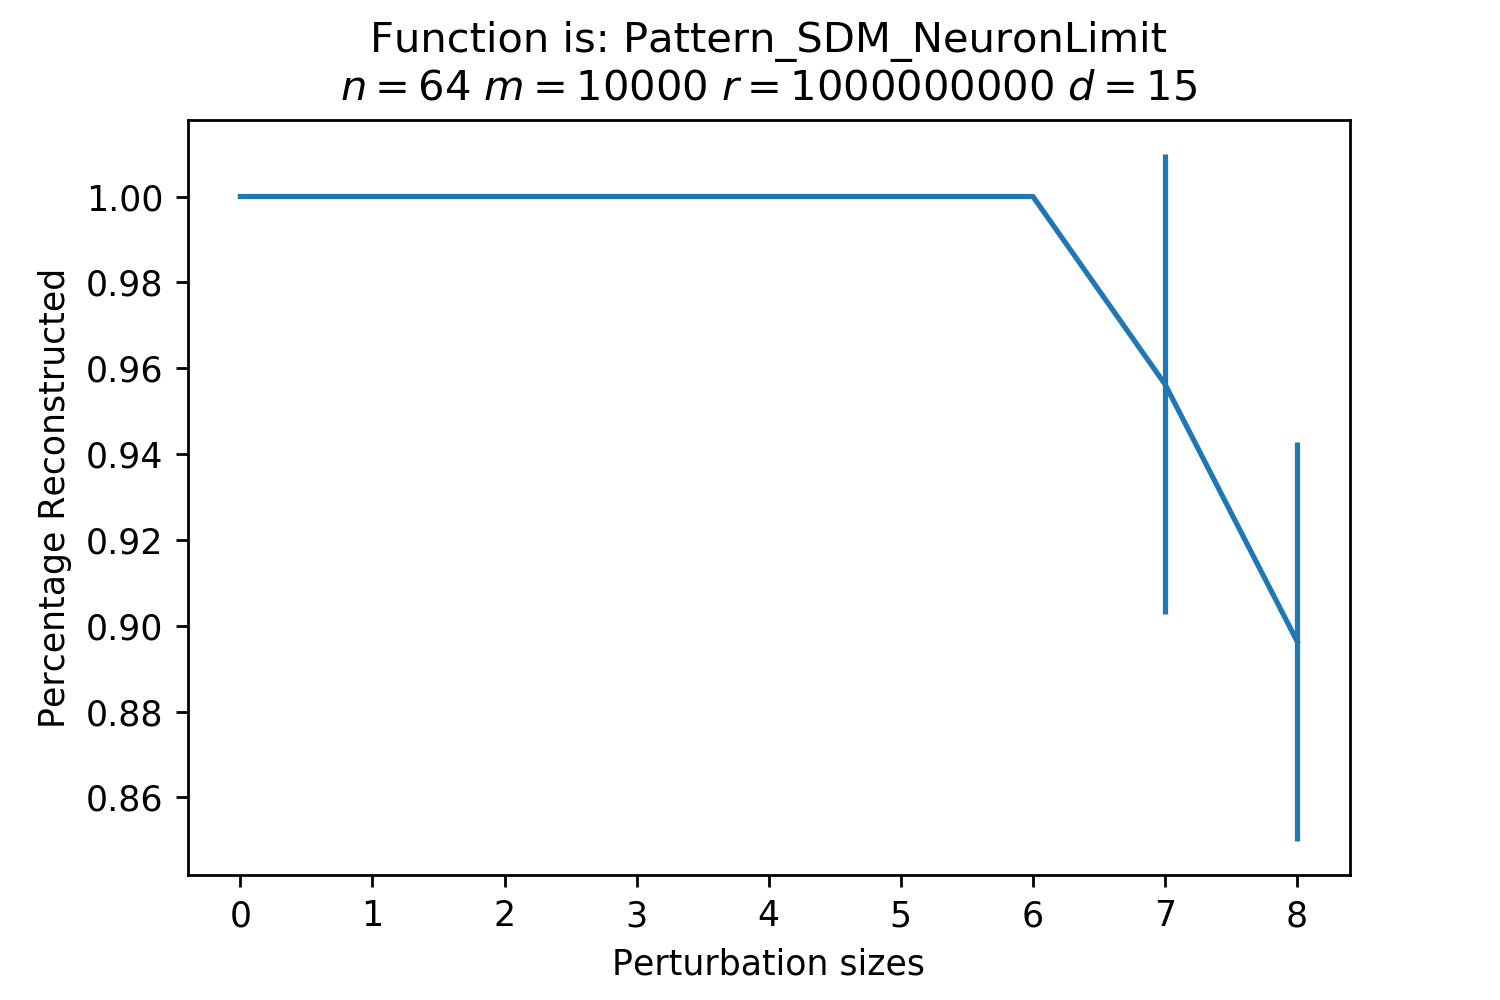 Function is: Pattern_SDM_NeuronLimit
n = 64 m = 10000 r = 1000000000 d = 15
Percentage Reconstructed
1.00
0.98
0.96
0.94
0.92
0.90
0.88
0.86
0 1 2 3 4 5 6 7 8
Perturbation sizes